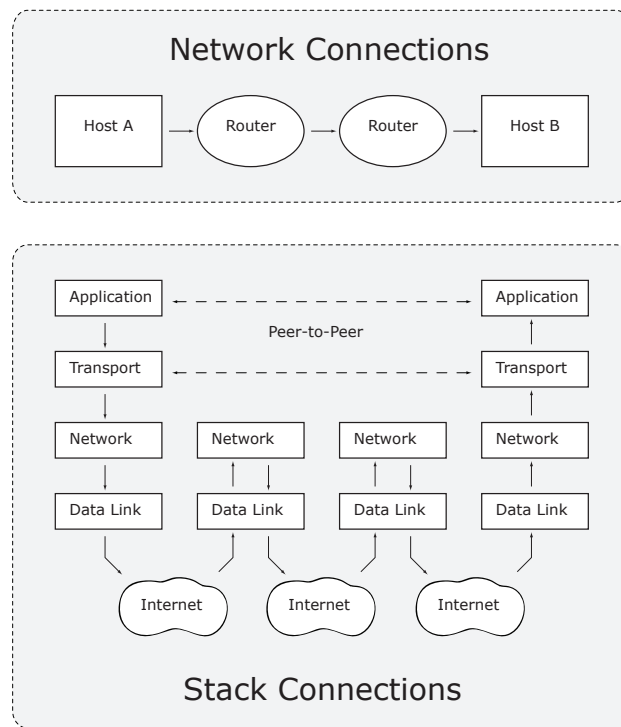 Network Connections
Host A Router Router Host B
Application Application
Peer-to-Peer
Transport Transport
Network Network Network Network
Data Link Data Link Data Link Data Link
Internet Internet Internet
Stack Connections